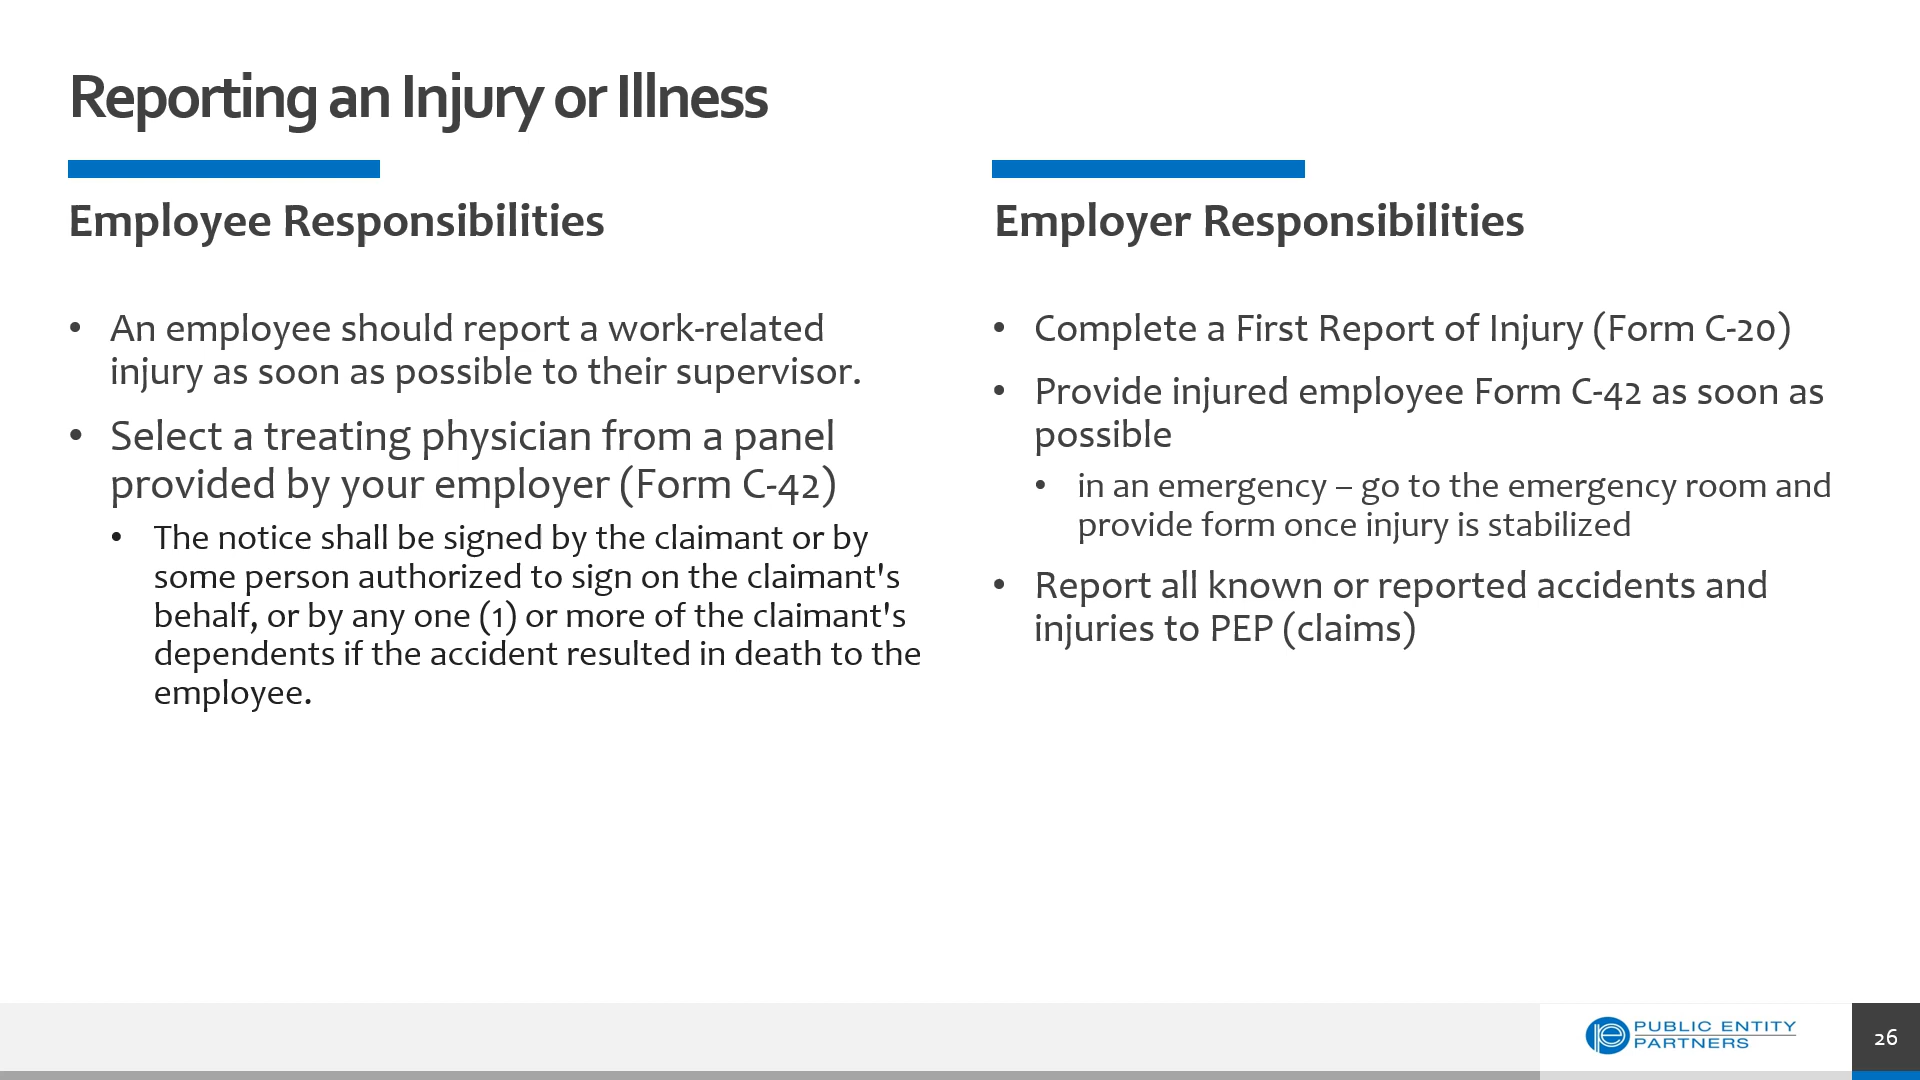 Reporting an Injury or Illness
Employee Responsibilities
• An employee should report a work-related
injury as soon as possible to their supervisor.
• Select a treating physician from a panel
provided by your employer (Form C-42)
• The notice shall be signed by the claimant or by
some person authorized to sign on the claimant's
behalf, or by any one (1) or more of the claimant's
dependents if the accident resulted in death to the
employee.
Employer Responsibilities
• Complete a First Report of Injury (Form C-20)
• Provide injured employee Form C-42 as soon as
possible
• in an emergency – go to the emergency room and
provide form once injury is stabilized
• Report all known or reported accidents and
injuries to PEP (claims)
PUBLIC ENTITY
PARTNERS
26